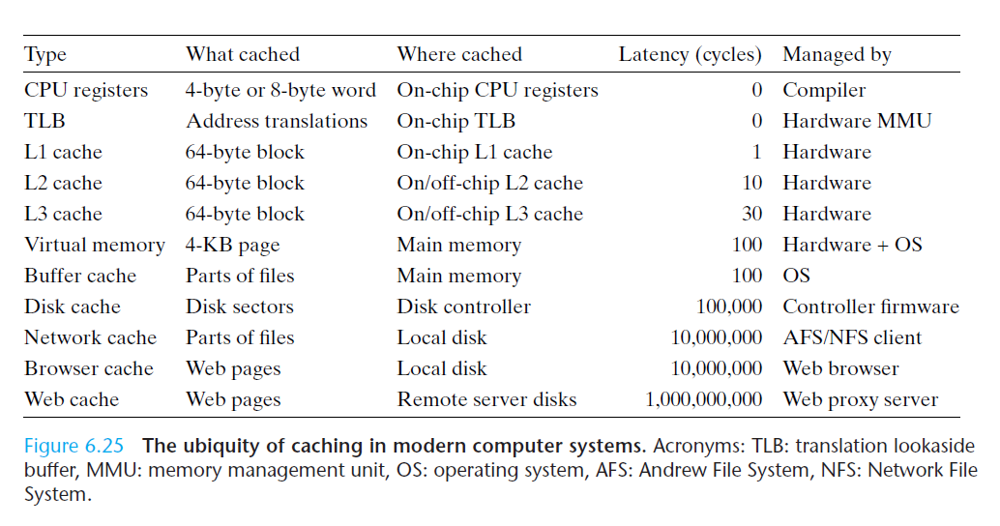 Type What cached Where cached Latency (cycles) Managed by
CPU registers 4-byte or 8-byte word On-chip CPU registers 0 Compiler
TLB Address translations On-chip TLB 0 Hardware MMU
L1 cache 64-byte block On-chip L1 cache 1 Hardware
L2 cache 64-byte block On/off-chip L2 cache 10 Hardware
L3 cache 64-byte block On/off-chip L3 cache 30 Hardware
Virtual memory 4-KB page Main memory 100 Hardware + OS
Buffer cache Parts of files Main memory 100 OS
Disk cache Disk sectors Disk controller 100,000 Controller firmware
Network cache Parts of files Local disk 10,000,000 AFS/NFS client
Browser cache Web pages Local disk 10,000,000 Web browser
Web cache Web pages Remote server disks 1,000,000,000 Web proxy server
Figure 6.25 The ubiquity of caching in modern computer systems. Acronyms: TLB: translation lookaside
buffer, MMU: memory management unit, OS: operating system, AFS: Andrew File System, NFS: Network File
System.